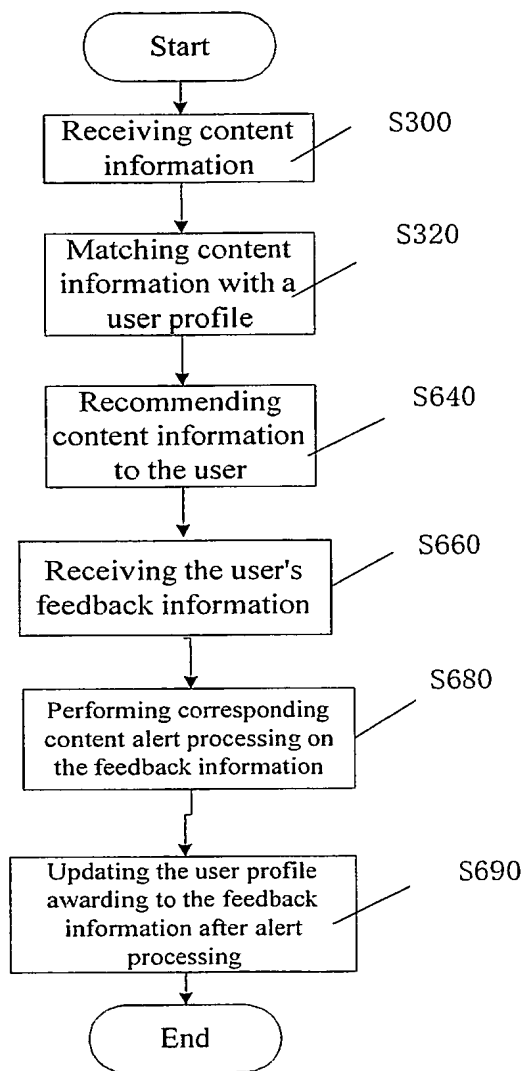 Start
Receiving content
information
S300
Matching content
information with a
user profile
S320
Recommending
content information
to the user
S640
Receiving the user's
feedback information
S660
Performing corresponding
content alert processing on
the feedback information
S680
Updating the user profile
awarding to the feedback
information after alert
processing
S690
End